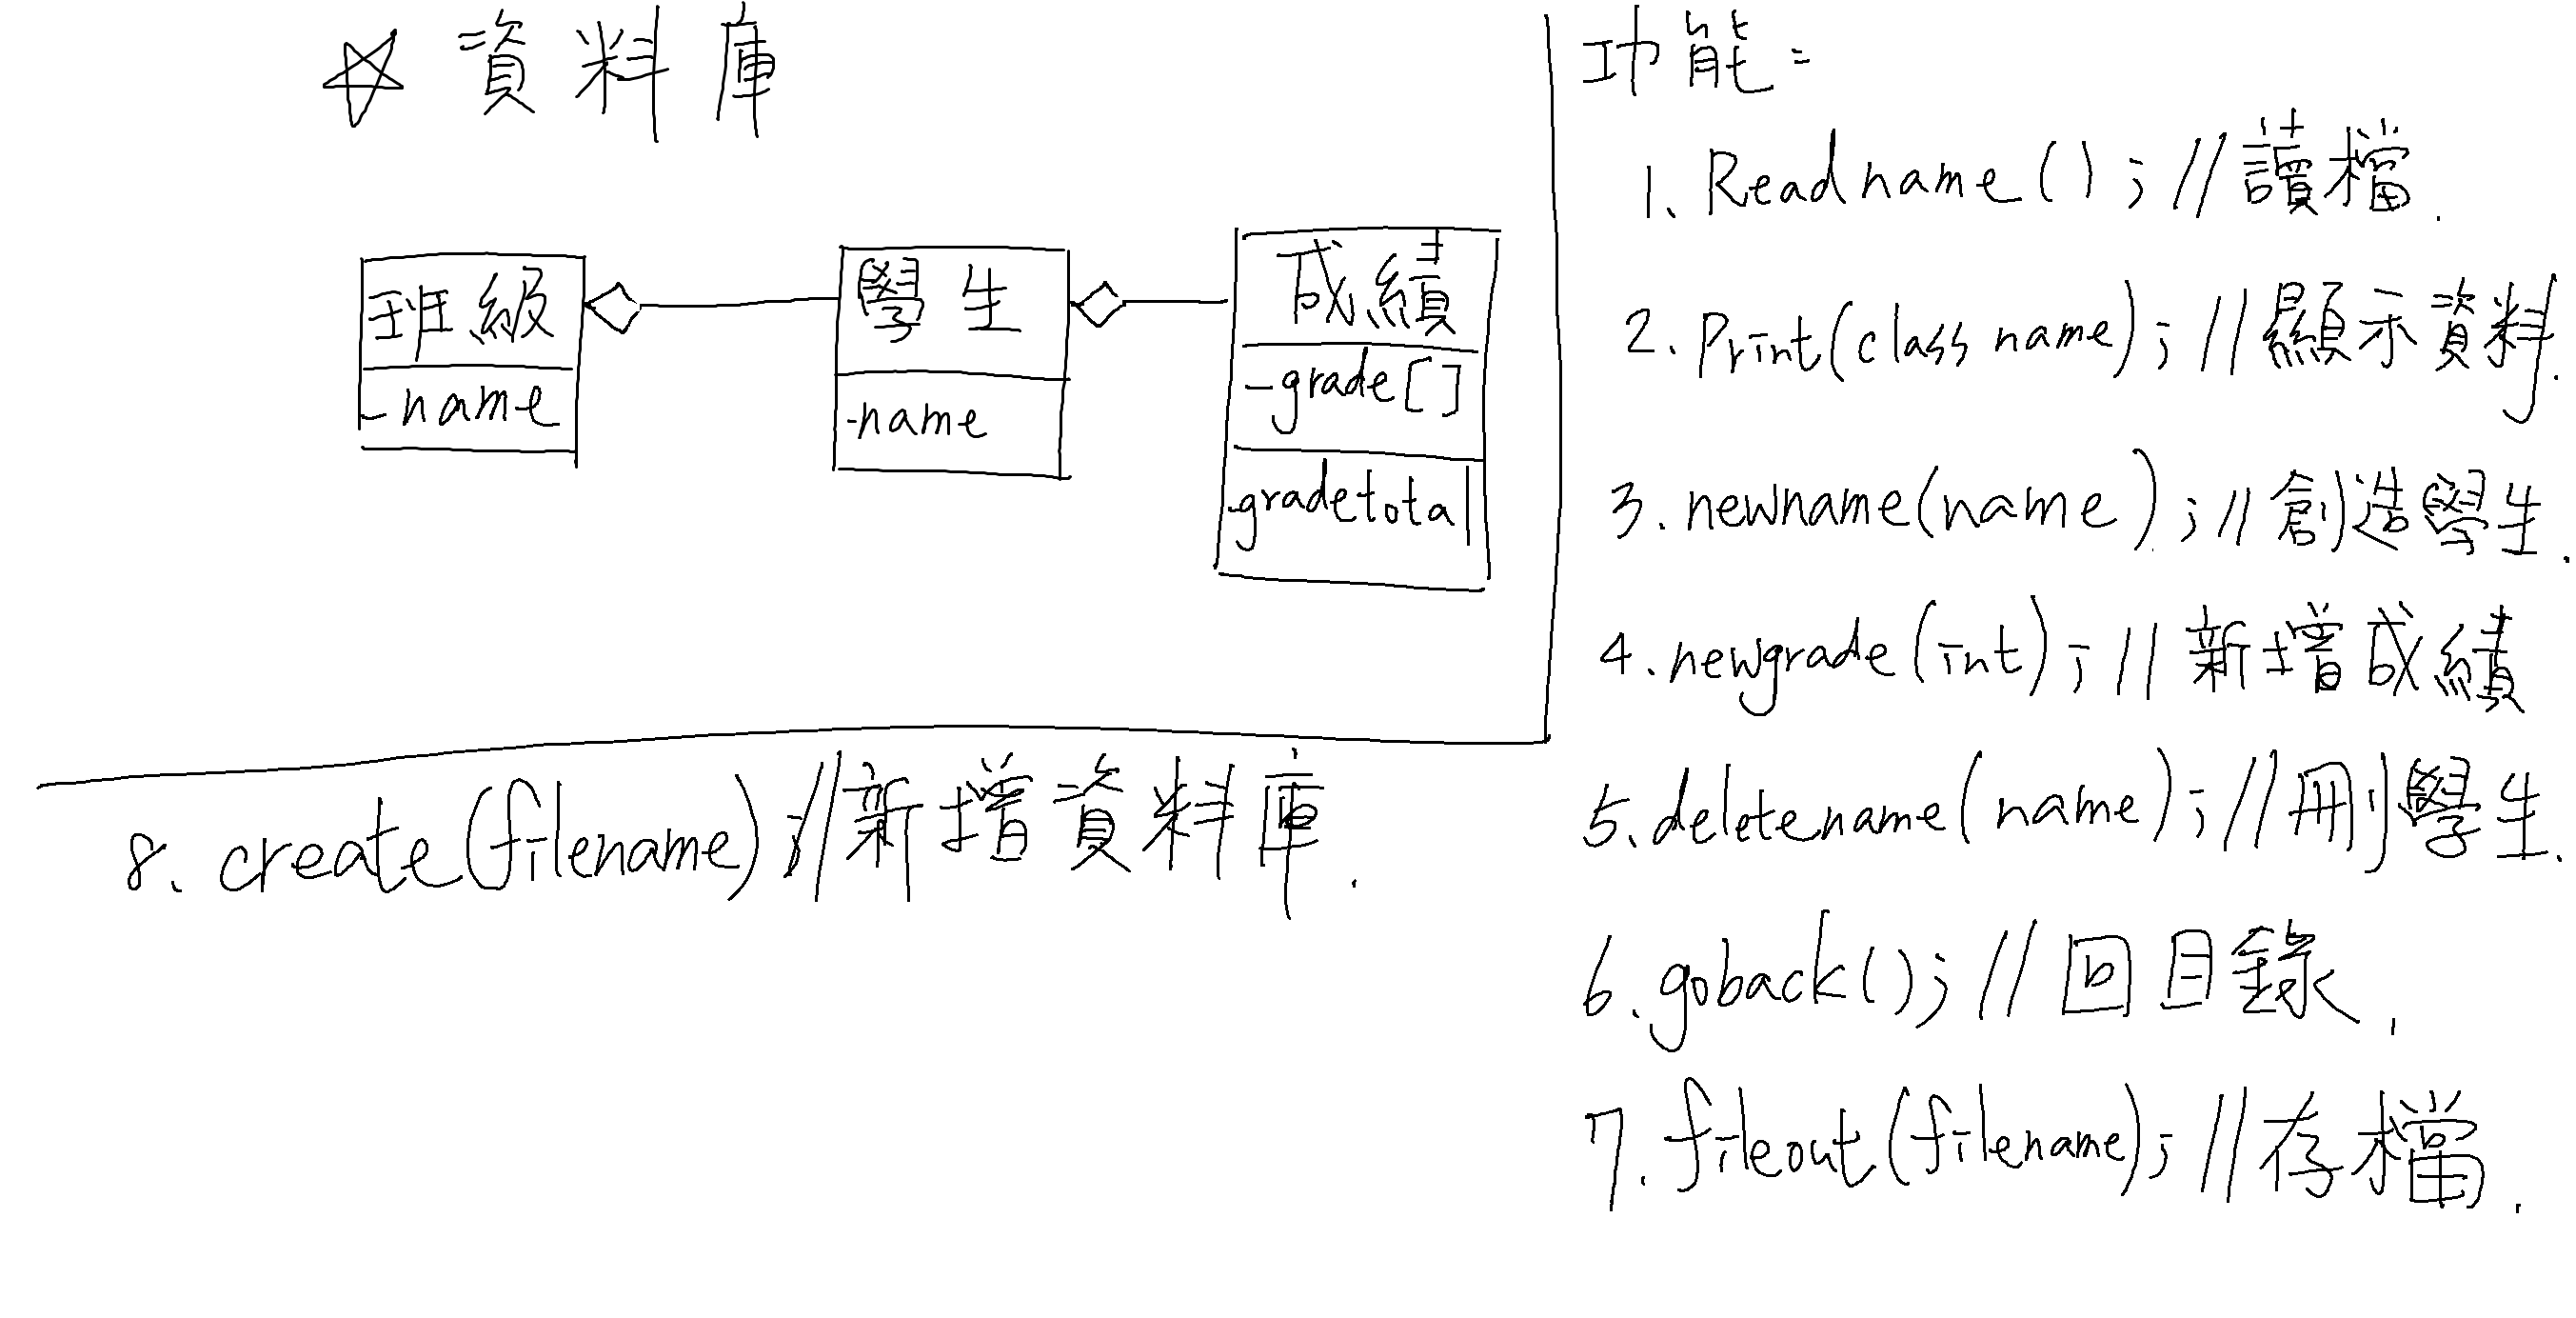 ☆ 資料庫
班級
-name
學生
-name
成績
-grade[]
-gradetotal
功能:
1. Readname(); //讀檔.
2. Print(class name); //顯示資料.
3. newname(name); //創造學生.
4. newgrade(int); //新增成績
5. deletename(name); //刪學生.
6. goback(); //回目錄.
7. fileout(filename); //存檔.
8. create(filename); //新增資料庫.